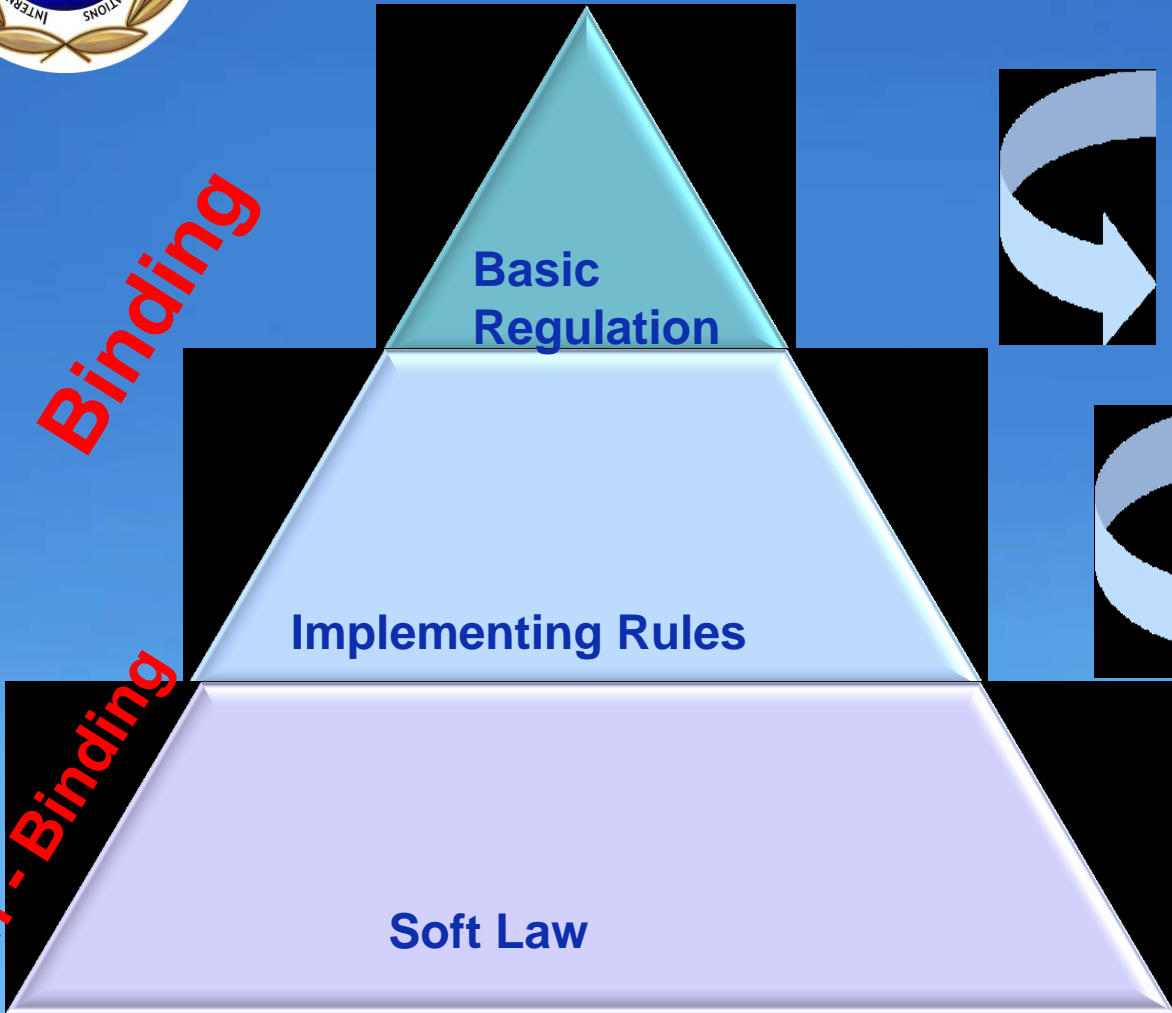 Binding
Basic
Regulation
Implementing Rules
- Binding
Soft Law